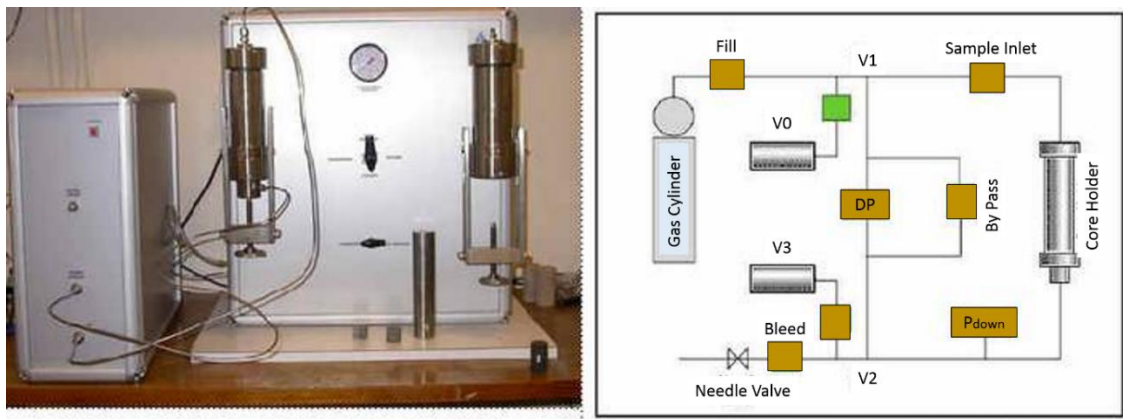 Fill
V1
Sample Inlet
V0
Gas Cylinder
DP
By Pass
Core Holder
V3
Bleed
Pdown
Needle Valve
V2